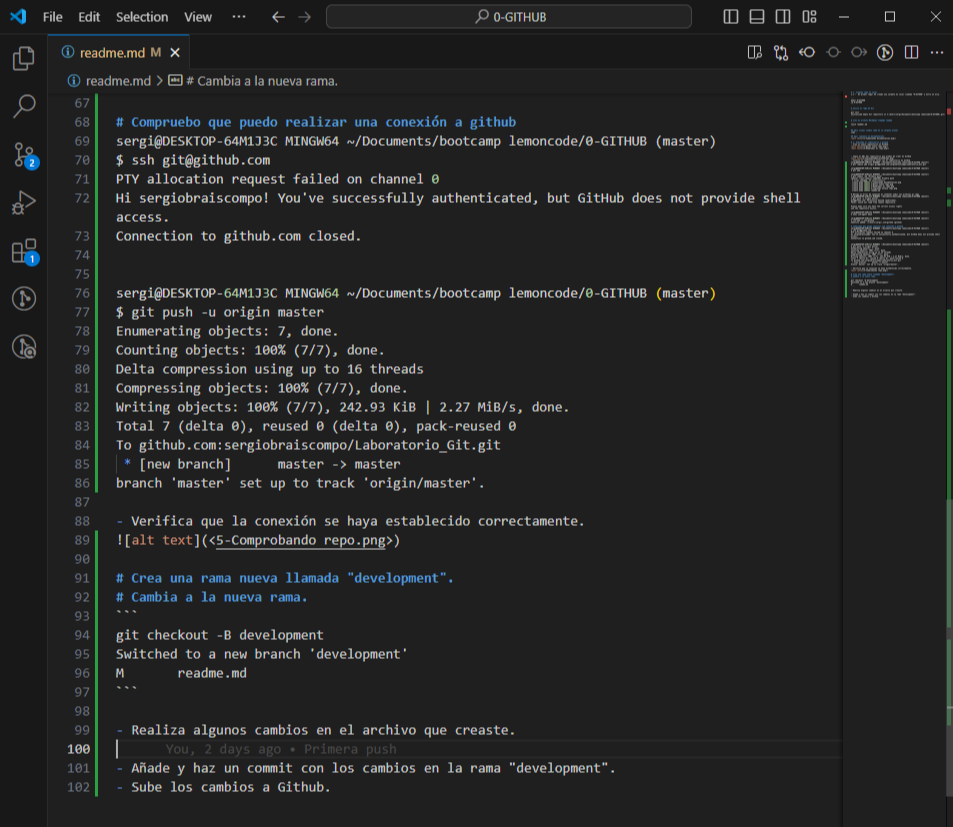 File Edit Selection View ··· 0-GITHUB
readme.md M
readme.md > # Cambia a la nueva rama.
67
68 # Compruebo que puedo realizar una conexión a github
69 sergi@DESKTOP-64M1J3C MINGW64 ~/Documents/bootcamp lemoncode/0-GITHUB (master)
70 $ ssh git@github.com
71 PTY allocation request failed on channel 0
72 Hi sergiobraiscompo! You've successfully authenticated, but GitHub does not provide shell
access.
73 Connection to github.com closed.
74
75
76 sergi@DESKTOP-64M1J3C MINGW64 ~/Documents/bootcamp lemoncode/0-GITHUB (master)
77 $ git push -u origin master
78 Enumerating objects: 7, done.
79 Counting objects: 100% (7/7), done.
80 Delta compression using up to 16 threads
81 Compressing objects: 100% (7/7), done.
82 Writing objects: 100% (7/7), 242.93 KiB | 2.27 MiB/s, done.
83 Total 7 (delta 0), reused 0 (delta 0), pack-reused 0
84 To github.com:sergiobraiscompo/Laboratorio_Git.git
85 * [new branch]      master -> master
86 branch 'master' set up to track 'origin/master'.
87
88 - Verifica que la conexión se haya establecido correctamente.
89 ![alt text](<5-Comprobando repo.png>)
90
91 # Crea una rama nueva llamada "development".
92 # Cambia a la nueva rama.
93 ```
94 git checkout -B development
95 Switched to a new branch 'development'
96 M       readme.md
97 ```
98
99 - Realiza algunos cambios en el archivo que creaste.
100 You, 2 days ago • Primera push
101 - Añade y haz un commit con los cambios en la rama "development".
102 - Sube los cambios a Github.
2
1